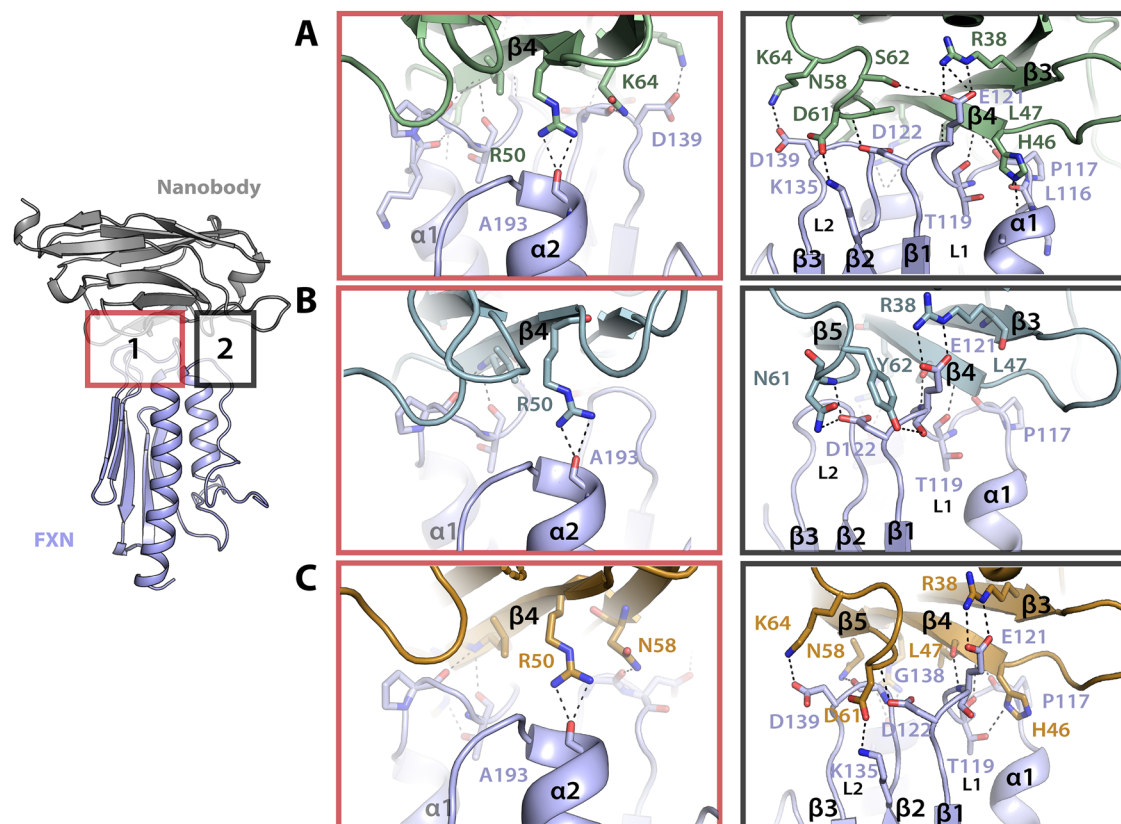 Nanobody
1
2
FXN
A
β4
K64
R50
D139
A193
α1
α2
K64
S62
R38
N58
β3
E121
D61
β4
L47
D122
H46
D139
P117
K135
L116
T119
L2
α1
L1
β3
β2
β1
B
β4
R50
A193
α1
α2
R38
β3
β5
E121
Y62
β4
L47
N61
P117
D122
L2
T119
α1
L1
β3
β2
β1
C
β4
N58
R50
A193
α2
α1
R38
β3
K64
β5
β4
E121
N58
L47
G138
P117
D139
D61
D122
H46
K135
T119
α1
L2
L1
β3
β2
β1